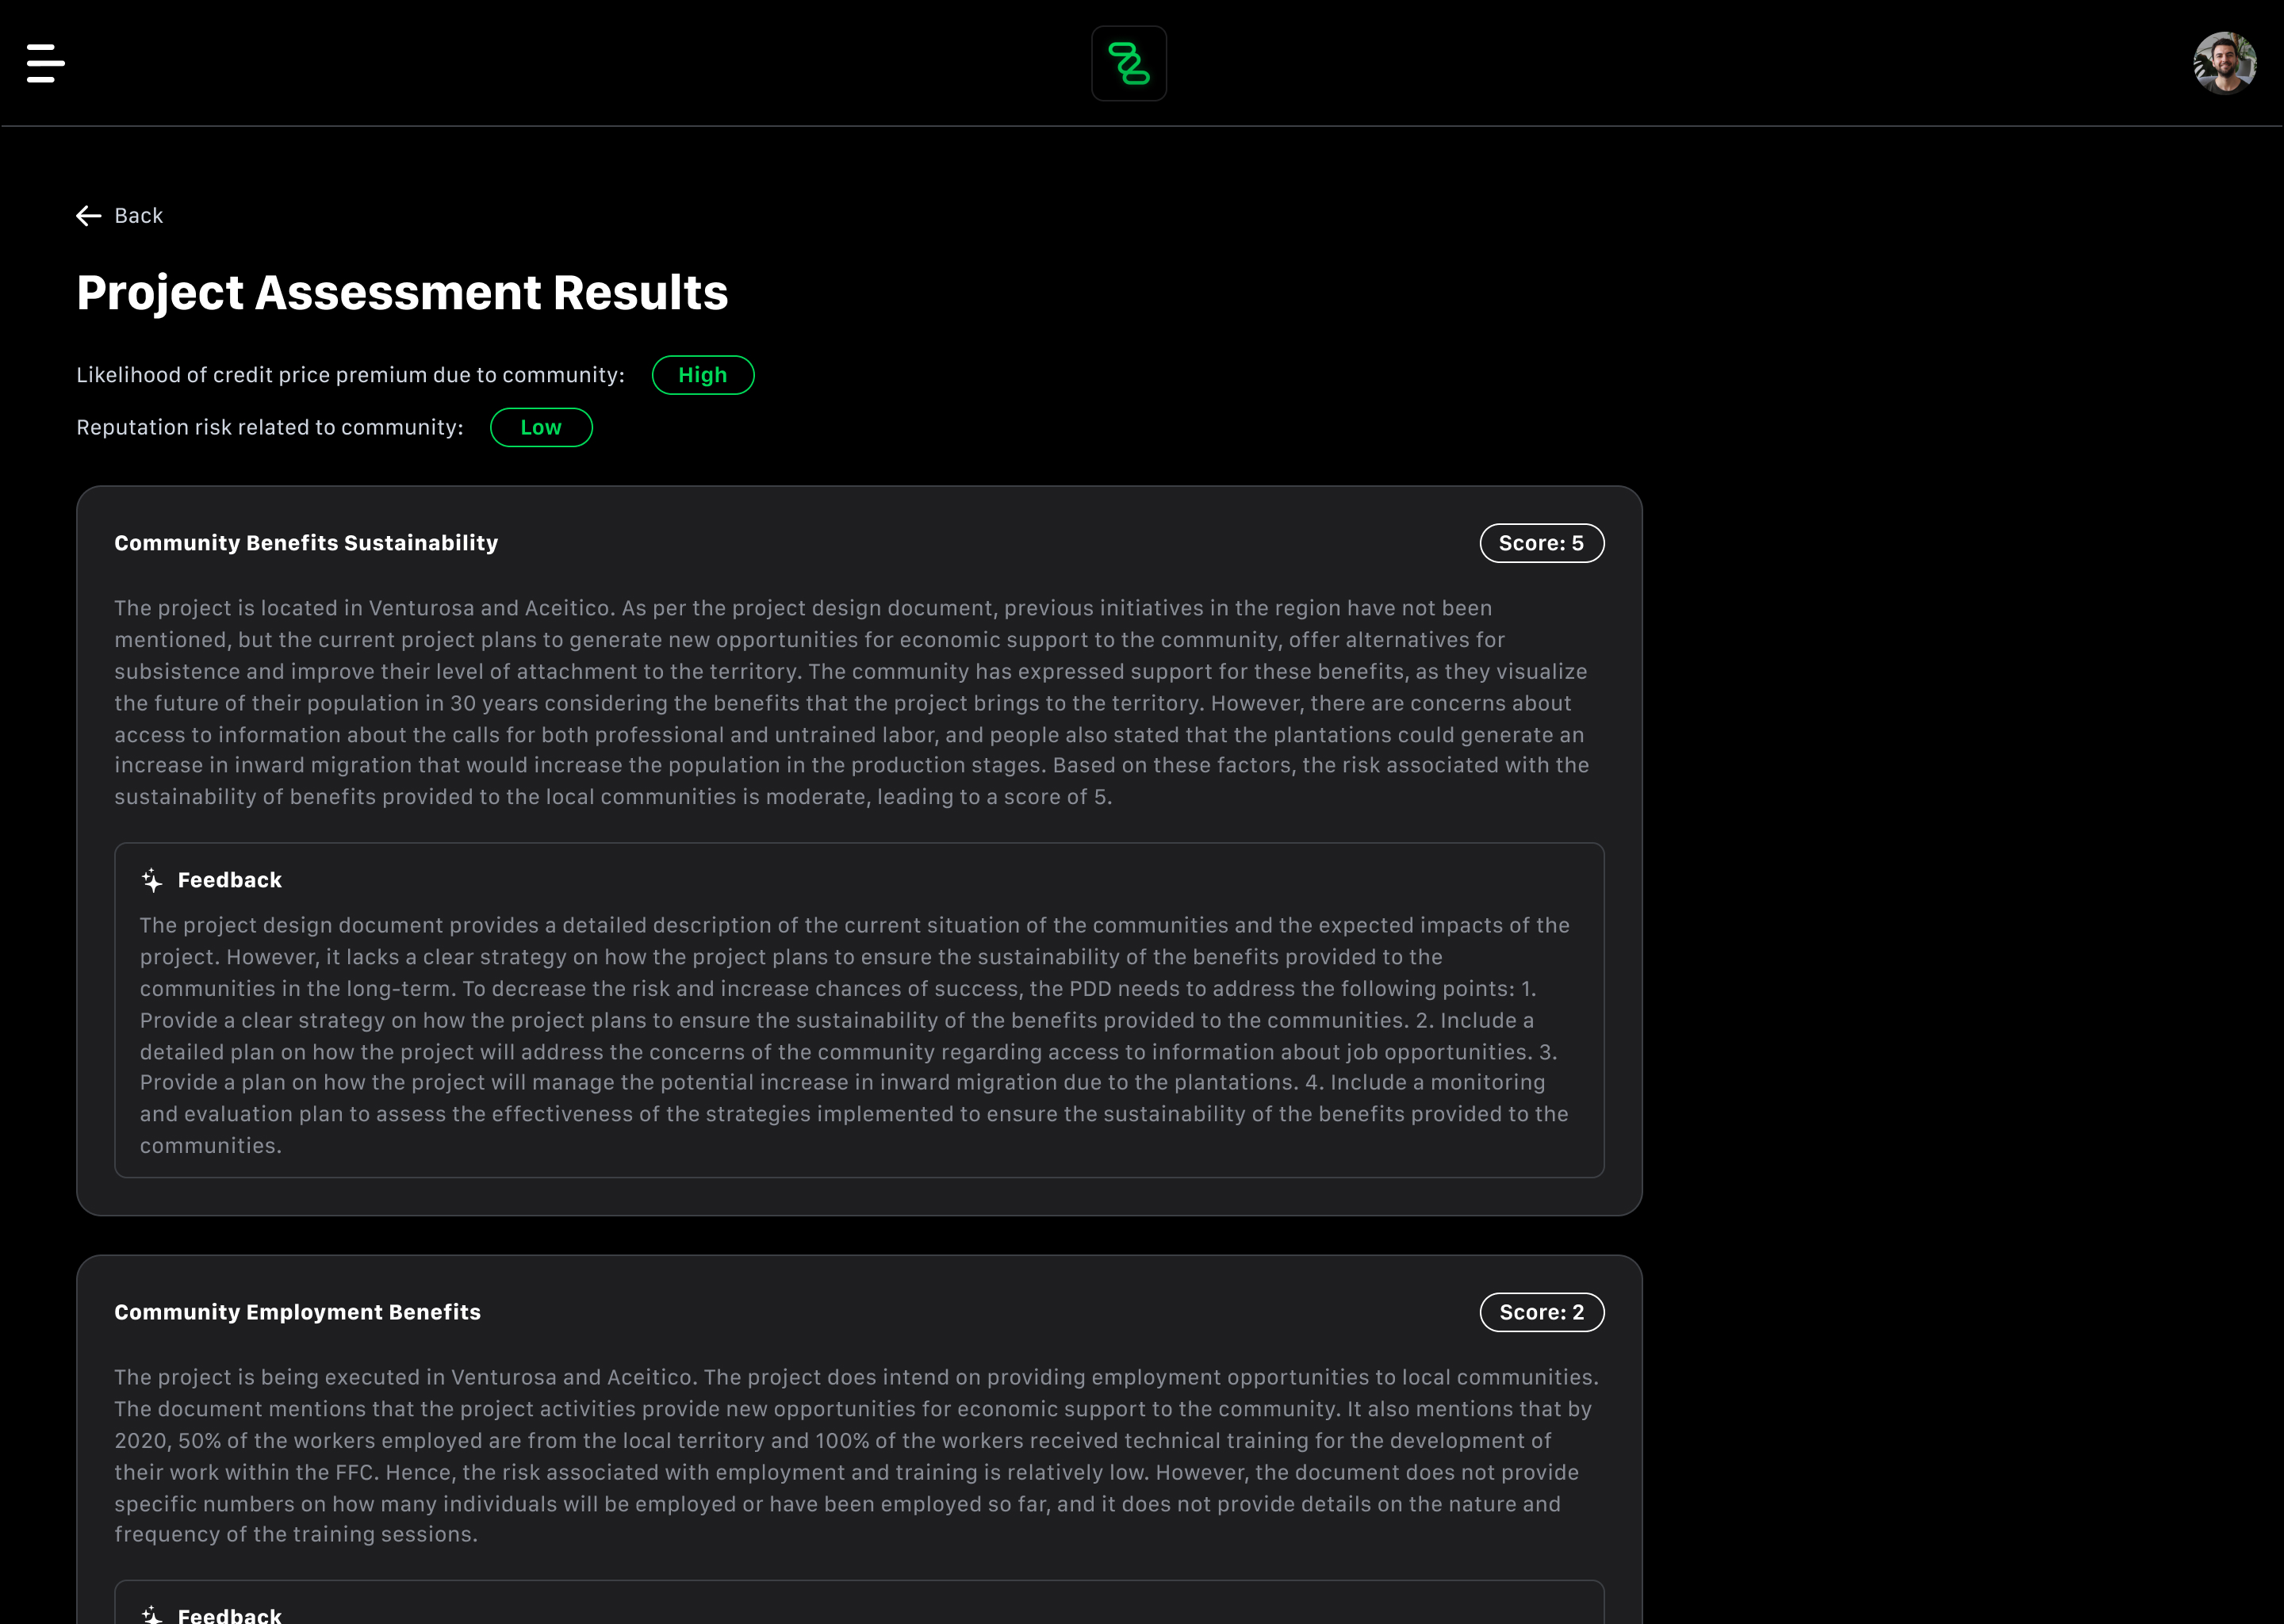 Back
Project Assessment Results
Likelihood of credit price premium due to community: High
Reputation risk related to community: Low
Community Benefits Sustainability
Score: 5
The project is located in Venturosa and Aceitico. As per the project design document, previous initiatives in the region have not been
mentioned, but the current project plans to generate new opportunities for economic support to the community, offer alternatives for
subsistence and improve their level of attachment to the territory. The community has expressed support for these benefits, as they visualize
the future of their population in 30 years considering the benefits that the project brings to the territory. However, there are concerns about
access to information about the calls for both professional and untrained labor, and people also stated that the plantations could generate an
increase in inward migration that would increase the population in the production stages. Based on these factors, the risk associated with the
sustainability of benefits provided to the local communities is moderate, leading to a score of 5.
Feedback
The project design document provides a detailed description of the current situation of the communities and the expected impacts of the
project. However, it lacks a clear strategy on how the project plans to ensure the sustainability of the benefits provided to the
communities in the long-term. To decrease the risk and increase chances of success, the PDD needs to address the following points: 1.
Provide a clear strategy on how the project plans to ensure the sustainability of the benefits provided to the communities. 2. Include a
detailed plan on how the project will address the concerns of the community regarding access to information about job opportunities. 3.
Provide a plan on how the project will manage the potential increase in inward migration due to the plantations. 4. Include a monitoring
and evaluation plan to assess the effectiveness of the strategies implemented to ensure the sustainability of the benefits provided to the
communities.
Community Employment Benefits
Score: 2
The project is being executed in Venturosa and Aceitico. The project does intend on providing employment opportunities to local communities.
The document mentions that the project activities provide new opportunities for economic support to the community. It also mentions that by
2020, 50% of the workers employed are from the local territory and 100% of the workers received technical training for the development of
their work within the FFC. Hence, the risk associated with employment and training is relatively low. However, the document does not provide
specific numbers on how many individuals will be employed or have been employed so far, and it does not provide details on the nature and
frequency of the training sessions.
Feedback